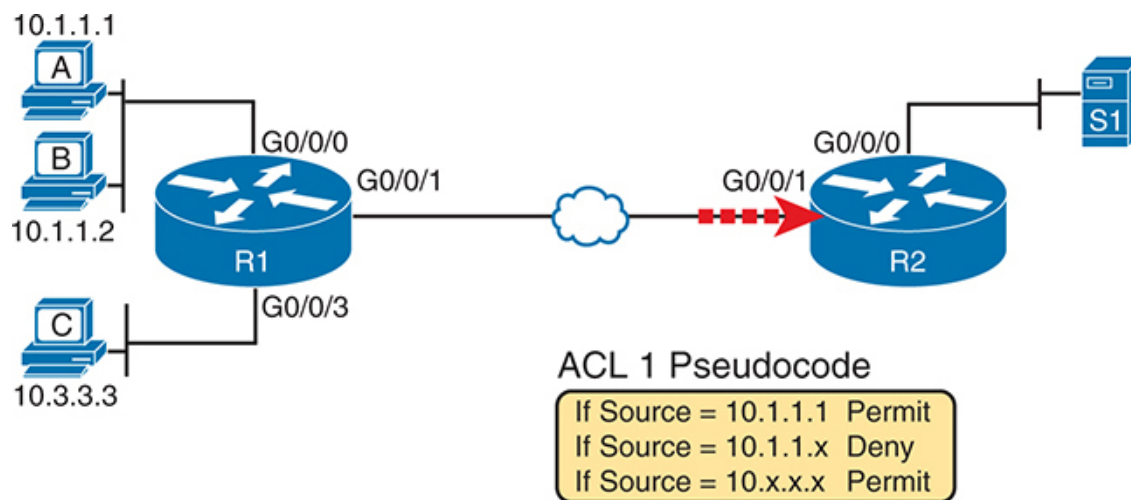 10.1.1.1
A
B
10.1.1.2
C
10.3.3.3
G0/0/0
G0/0/1
R1
G0/0/3
G0/0/0
G0/0/1
R2
S1
ACL 1 Pseudocode
If Source = 10.1.1.1 Permit
If Source = 10.1.1.x Deny
If Source = 10.x.x.x Permit